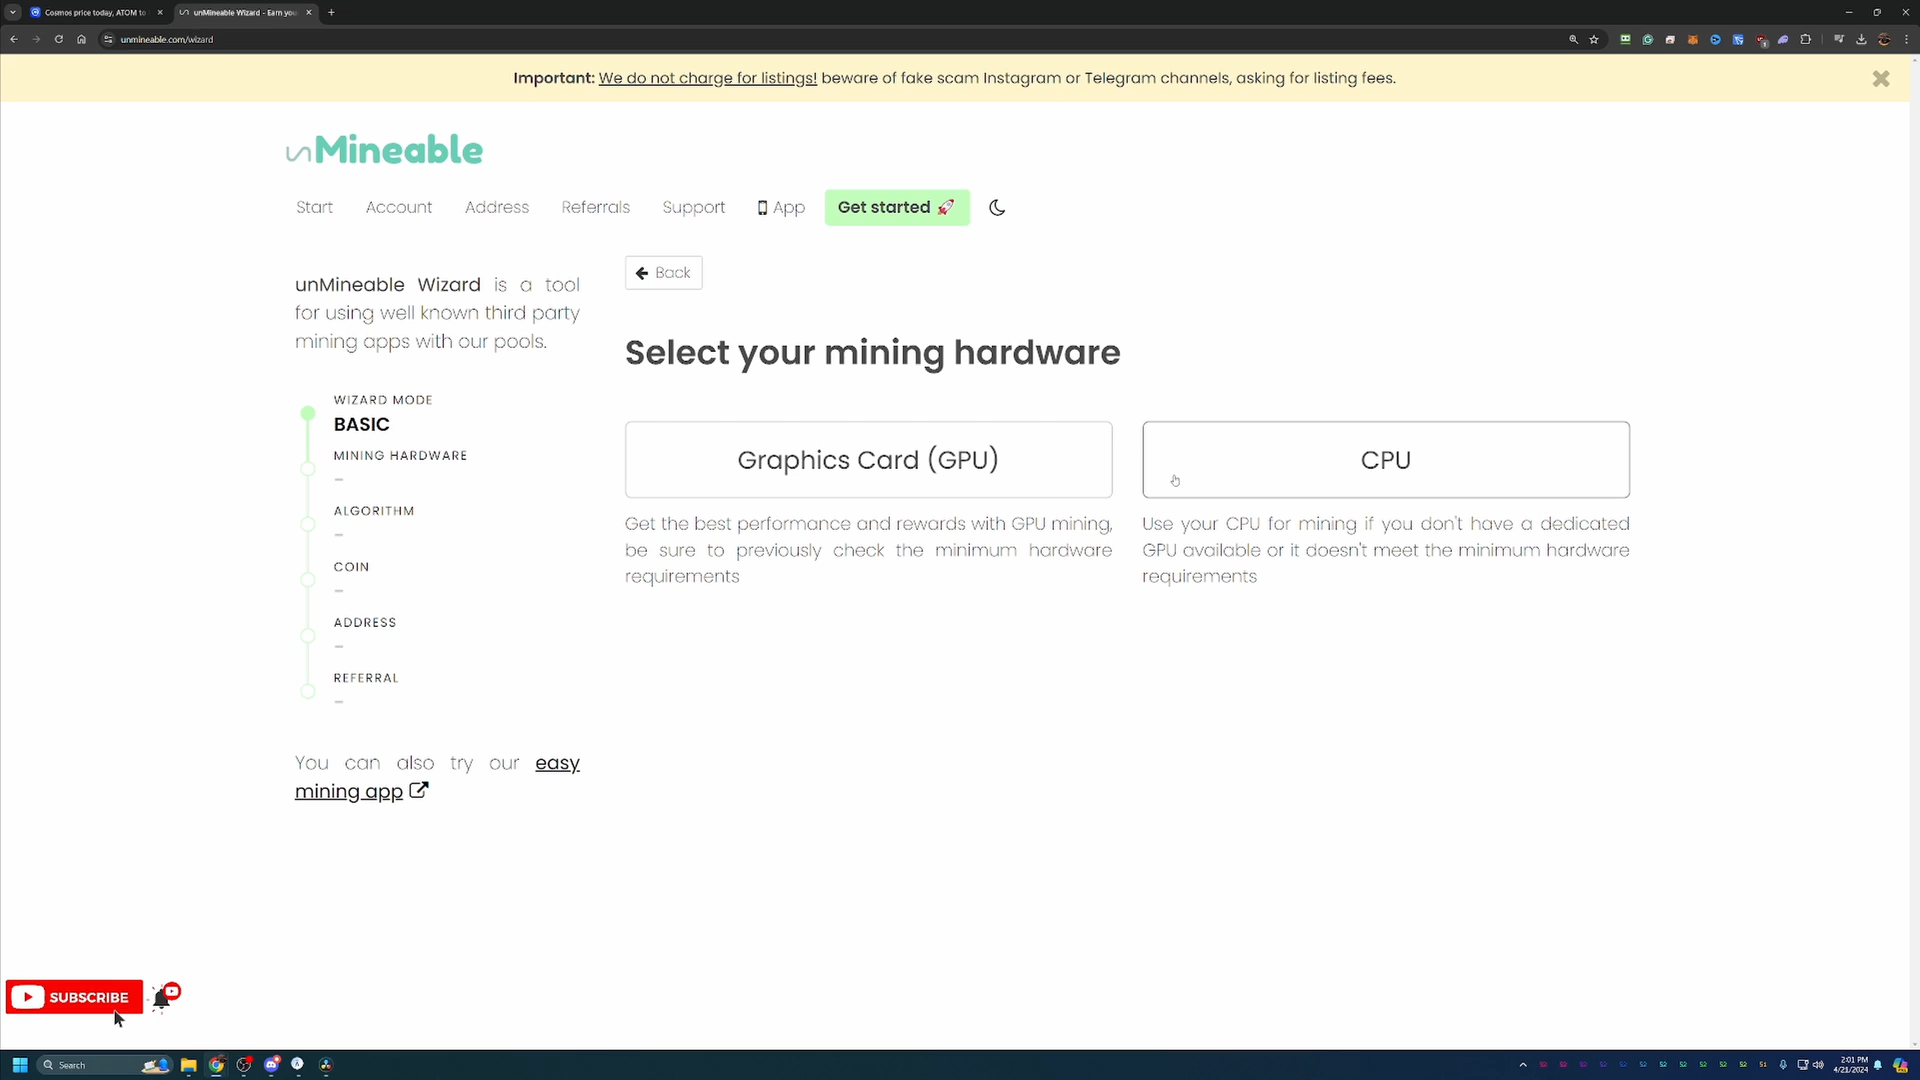 Cosmos price today, ATOM to
unMineable Wizard - Earn you
unmineable.com/wizard
Important: We do not charge for listings! beware of fake scam Instagram or Telegram channels, asking for listing fees.
unMineable
Start
Account
Address
Referrals
Support
App
Get started 🚀
unMineable Wizard is a tool
for using well known third party
mining apps with our pools.
WIZARD MODE
BASIC
MINING HARDWARE
–
ALGORITHM
–
COIN
–
ADDRESS
–
REFERRAL
–
You can also try our easy
mining app
Back
Select your mining hardware
Graphics Card (GPU)
Get the best performance and rewards with GPU mining,
be sure to previously check the minimum hardware
requirements
CPU
Use your CPU for mining if you don't have a dedicated
GPU available or it doesn't meet the minimum hardware
requirements
SUBSCRIBE
Search
2:01 PM
4/21/2024